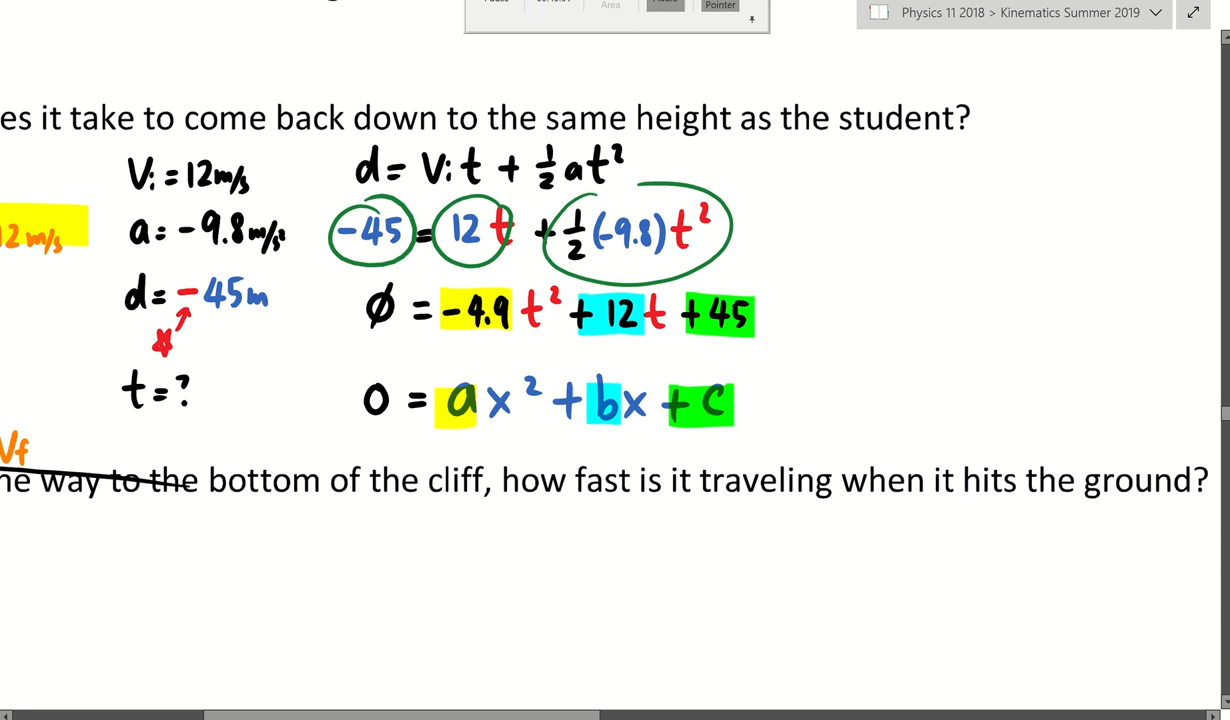 Area
Pointer
Physics 11 2018 > Kinematics Summer 2019
es it take to come back down to the same height as the student?
Vi = 12m/s
d = Vit + ½at²
12 m/s
a = -9.8m/s²
-45 = 12t + ½(-9.8)t²
d = -45m
Ø = -4.9t² + 12t + 45
t = ?
0 = ax² + bx + c
Vf
he way to the bottom of the cliff, how fast is it traveling when it hits the ground?